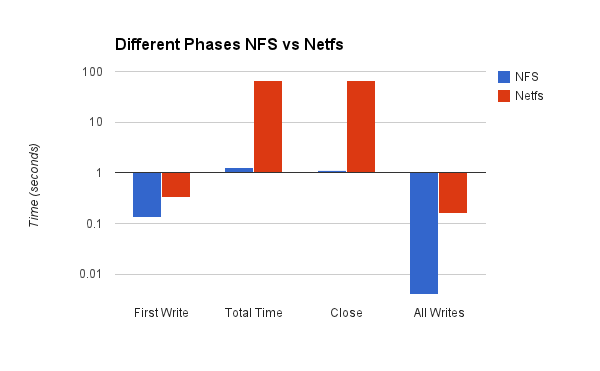 Different Phases NFS vs Netfs
100
10
1
0.1
0.01
Time (seconds)
First Write
Total Time
Close
All Writes
NFS
Netfs